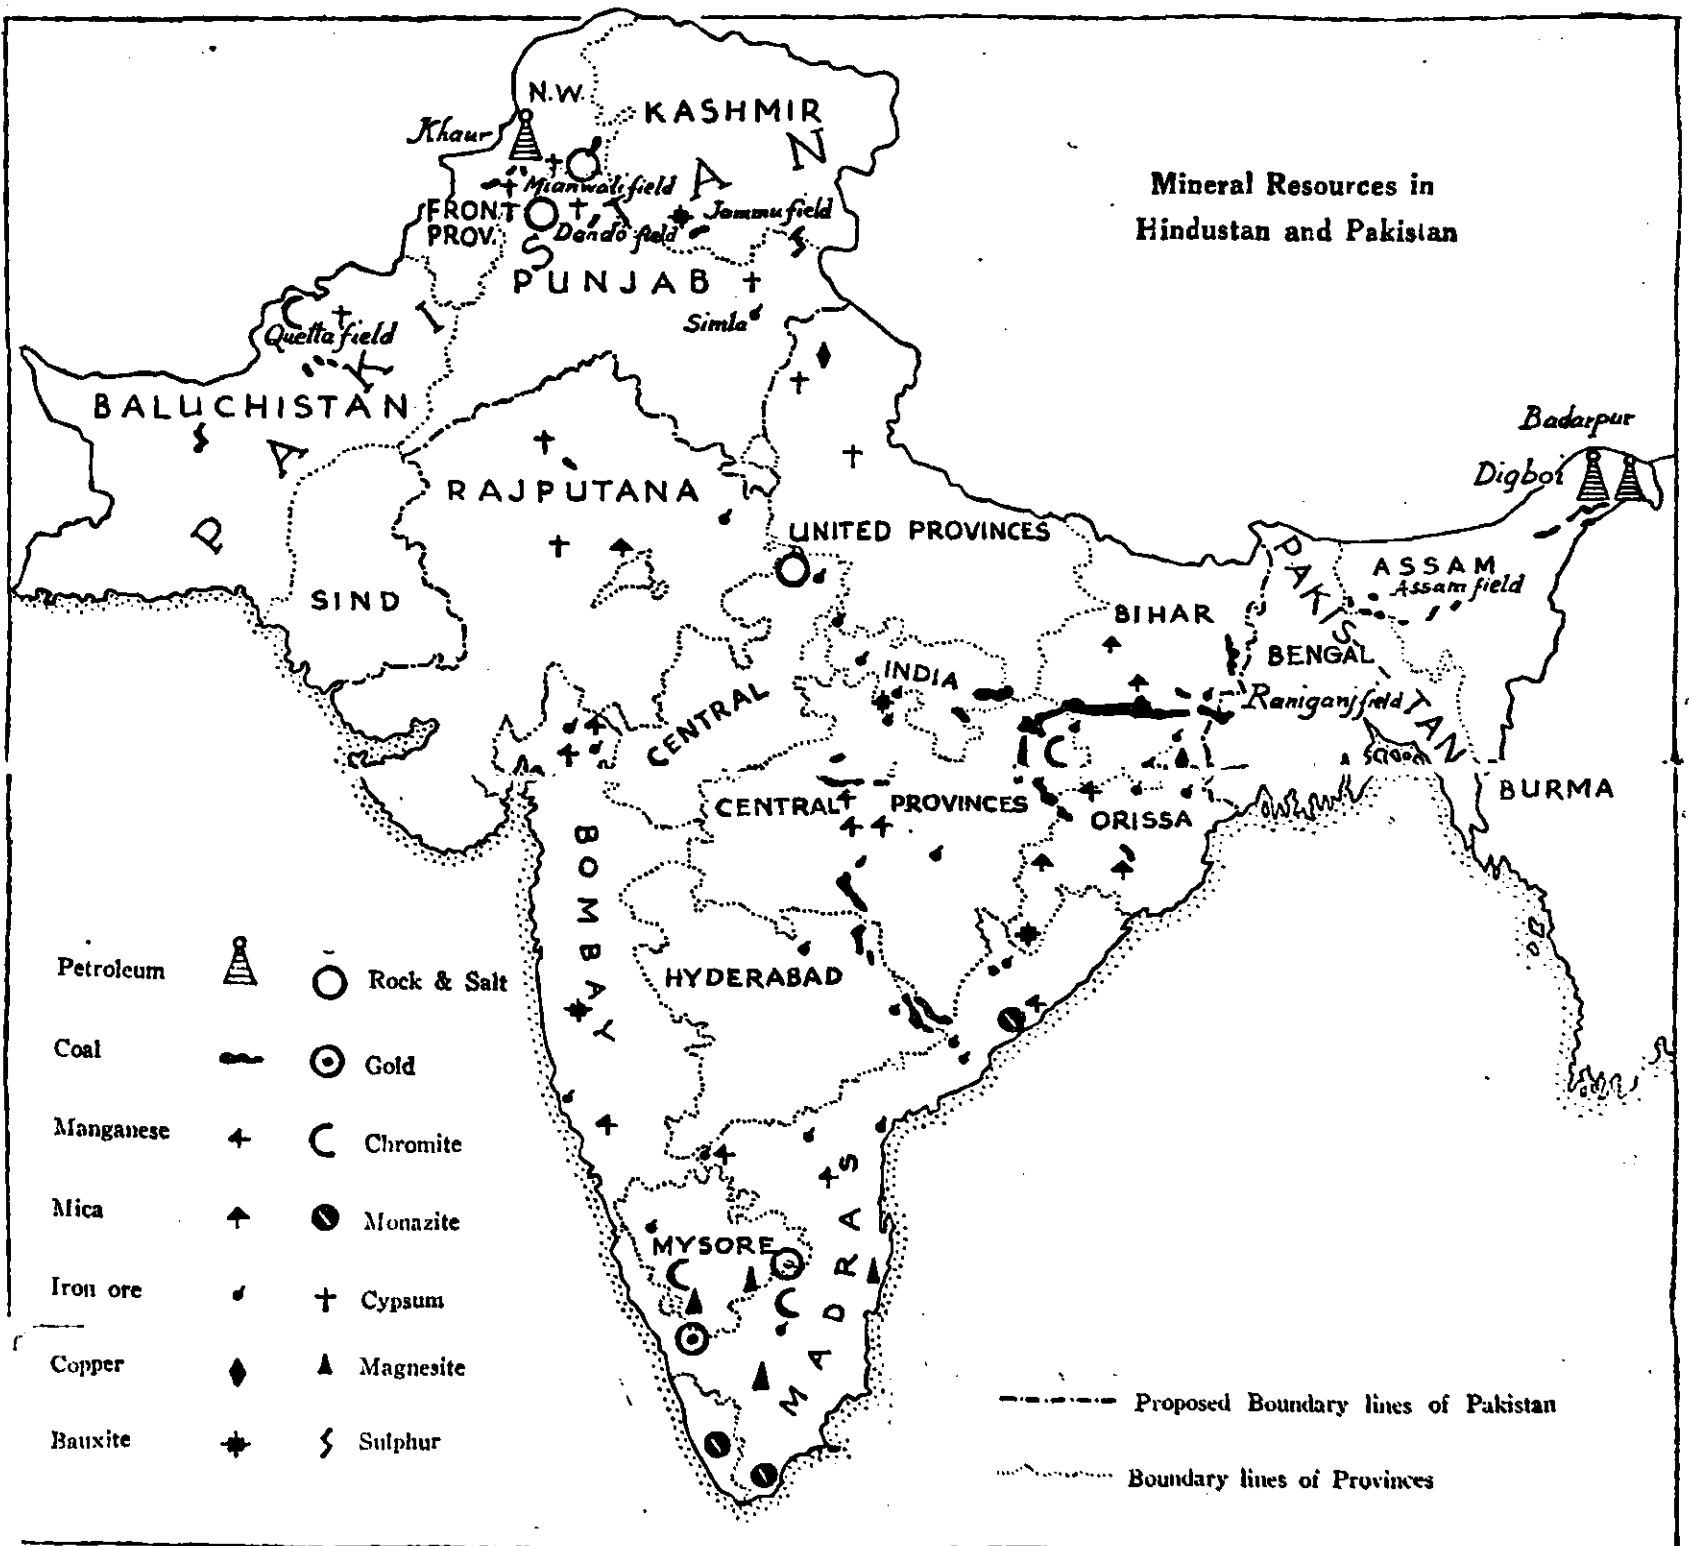 Mineral Resources in
Hindustan and Pakistan
N.W.
KASHMIR
Khaur
Mianwali field
FRONT
PROV.
Dando field
Jammu field
PUNJAB
Simla
Quetta field
BALUCHISTAN
PAKISTAN
RAJPUTANA
SIND
UNITED PROVINCES
Badarpur
Digboi
ASSAM
Assam field
PAKISTAN
BIHAR
BENGAL
Raniganj field
CENTRAL
INDIA
CENTRAL PROVINCES
ORISSA
BURMA
BOMBAY
HYDERABAD
MADRAS
MYSORE
Petroleum
Rock & Salt
Coal
Gold
Manganese
Chromite
Mica
Monazite
Iron ore
Cypsum
Copper
Magnesite
Bauxite
Sulphur
Proposed Boundary lines of Pakistan
Boundary lines of Provinces